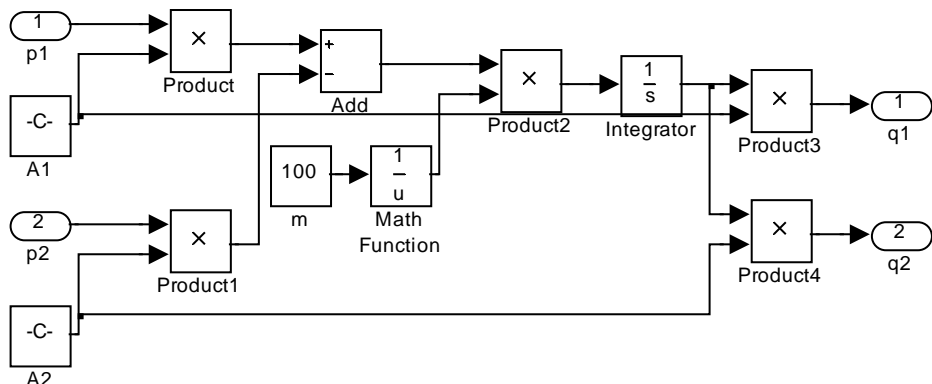 1
p1
×
Product
+
−
Add
-C-
A1
×
Product2
1
s
Integrator
×
Product3
1
q1
100
m
1
u
Math
Function
2
p2
×
Product1
×
Product4
2
q2
-C-
A2